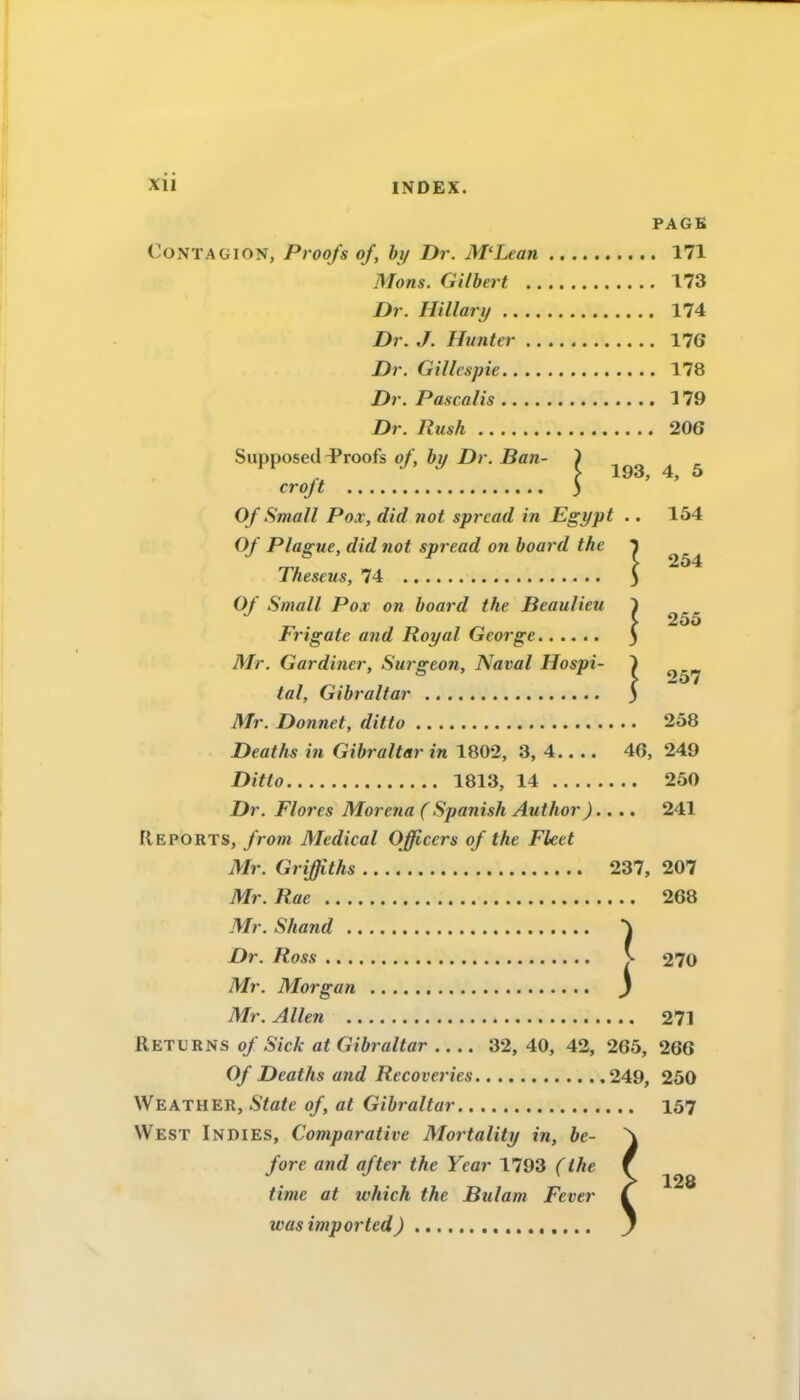 xii INDEX.
PAGE
CONTAGION, Proofs of, by Dr. M‘Lean .......... 171
Mons. Gilbert ............ 173
Dr. Hillary .............. 174
Dr. J. Hunter ............ 176
Dr. Gillespie.............. 178
Dr. Pascalis .............. 179
Dr. Rush ................ 206
Supposed Proofs of, by Dr. Ban- }
croft .................. } 193, 4, 5
Of Small Pox, did not spread in Egypt .. 154
Of Plague, did not spread on board the }
Theseus, 74 .................. } 254
Of Small Pox on board the Beaulieu }
Frigate and Royal George...... } 255
Mr. Gardiner, Surgeon, Naval Hospi- }
tal, Gibraltar ................ } 257
Mr. Donnet, ditto .................... 258
Deaths in Gibraltar in 1802, 3, 4.... 46, 249
Ditto.............. 1813, 14 ........ 250
Dr. Flores Morena (Spanish Author).... 241
REPORTS, from Medical Officers of the Fleet
Mr. Griffiths .................... 237, 207
Mr. Rae ............................ 268
Mr. Shand ...................... }
Dr. Ross ........................ } 270
Mr. Morgan .................... }
Mr. Allen .......................... 271
RETURNS of Sick at Gibraltar .... 32, 40, 42, 265, 266
Of Deaths and Recoveries............249, 250
WEATHER, State of, at Gibraltar................ 157
WEST INDIES, Comparative Mortality in, be- }
fore and after the Year 1793 (the }
time at which the Bulam Fever } 128
was imported) ................ }